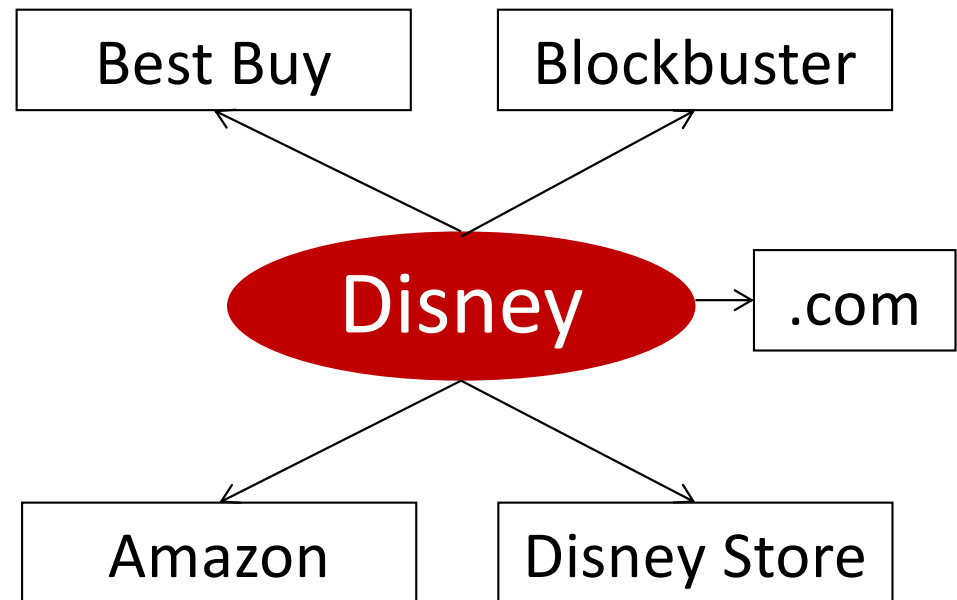 Best Buy
Blockbuster
Disney
.com
Amazon
Disney Store